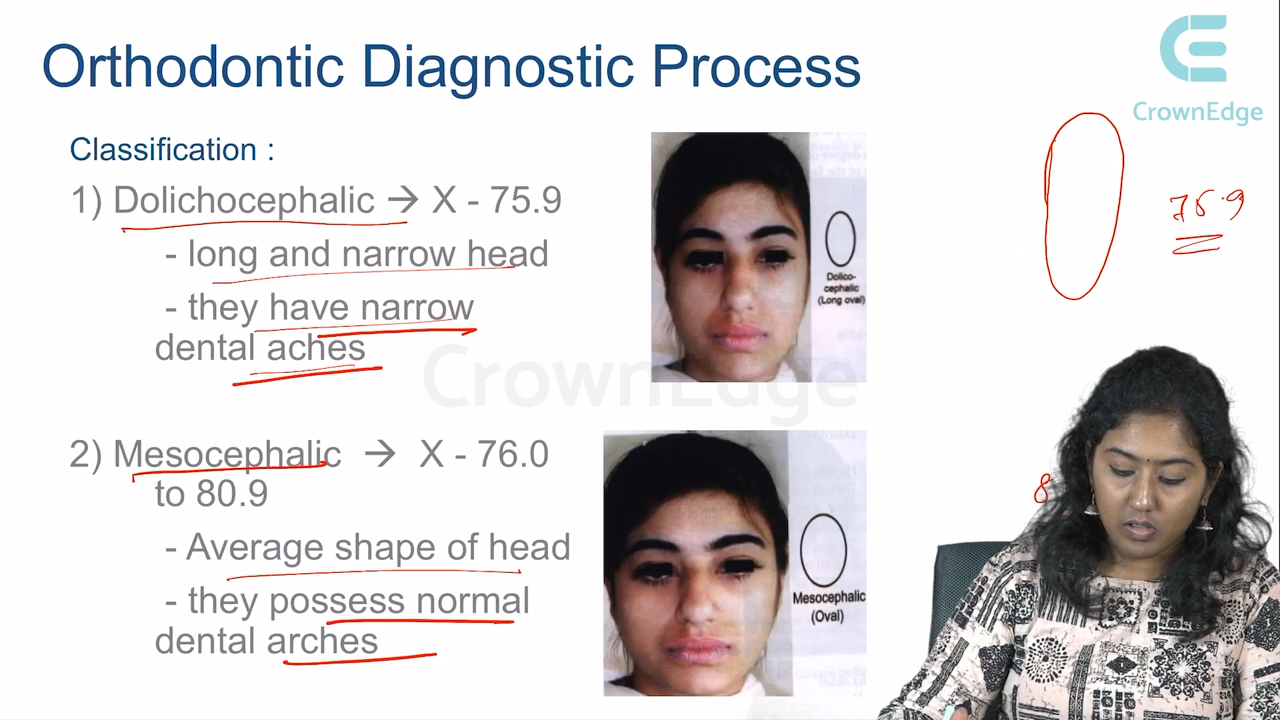 Orthodontic Diagnostic Process
CrownEdge
Classification :
1) Dolichocephalic → X - 75.9
- long and narrow head
- they have narrow
dental aches
Dolico-
cephalic
(Long oval)
75.9
CrownEdge
2) Mesocephalic → X - 76.0
to 80.9
- Average shape of head
- they possess normal
dental arches
Mesocephalic
(Oval)
8